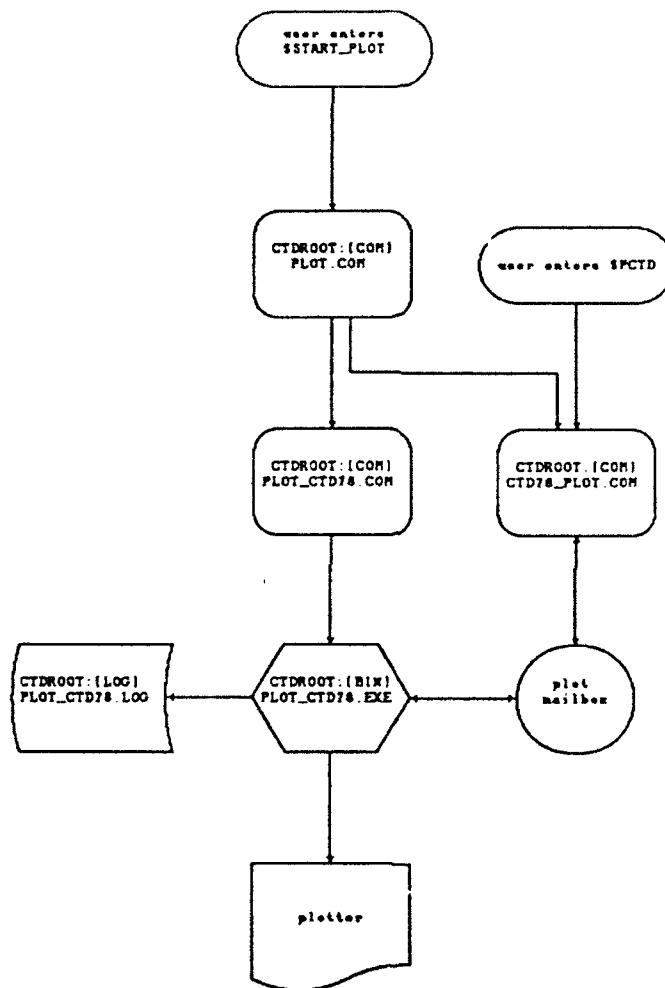 user enters
$START_PLOT
CTDROOT:[COM]
PLOT.COM
user enters $PCTD
CTDROOT:[COM]
PLOT_CTD78.COM
CTDROOT.[COM]
CTD78_PLOT.COM
CTDROOT:[LOG]
PLOT_CTD78.LOG
CTDROOT:[BIN]
PLOT_CTD78.EXE
plot
mailbox
plotter